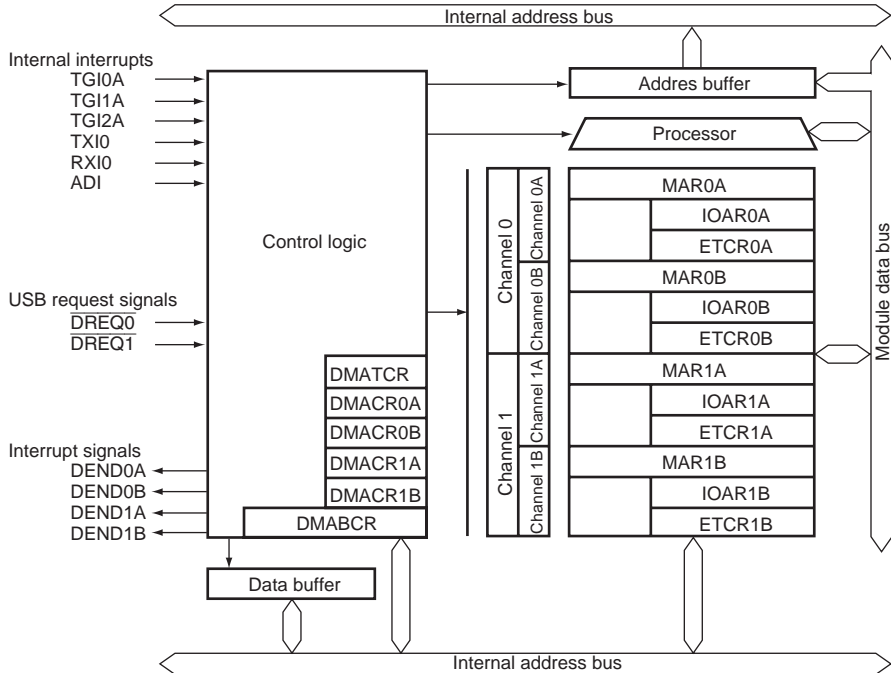 Internal address bus
Internal interrupts
TGI0A
TGI1A
TGI2A
TXI0
RXI0
ADI
USB request signals
DREQ0
DREQ1
Interrupt signals
DEND0A
DEND0B
DEND1A
DEND1B
Control logic
DMATCR
DMACR0A
DMACR0B
DMACR1A
DMACR1B
DMABCR
Data buffer
Addres buffer
Processor
Channel 0
Channel 0A
Channel 0B
Channel 1
Channel 1A
Channel 1B
MAR0A
IOAR0A
ETCR0A
MAR0B
IOAR0B
ETCR0B
MAR1A
IOAR1A
ETCR1A
MAR1B
IOAR1B
ETCR1B
Module data bus
Internal address bus